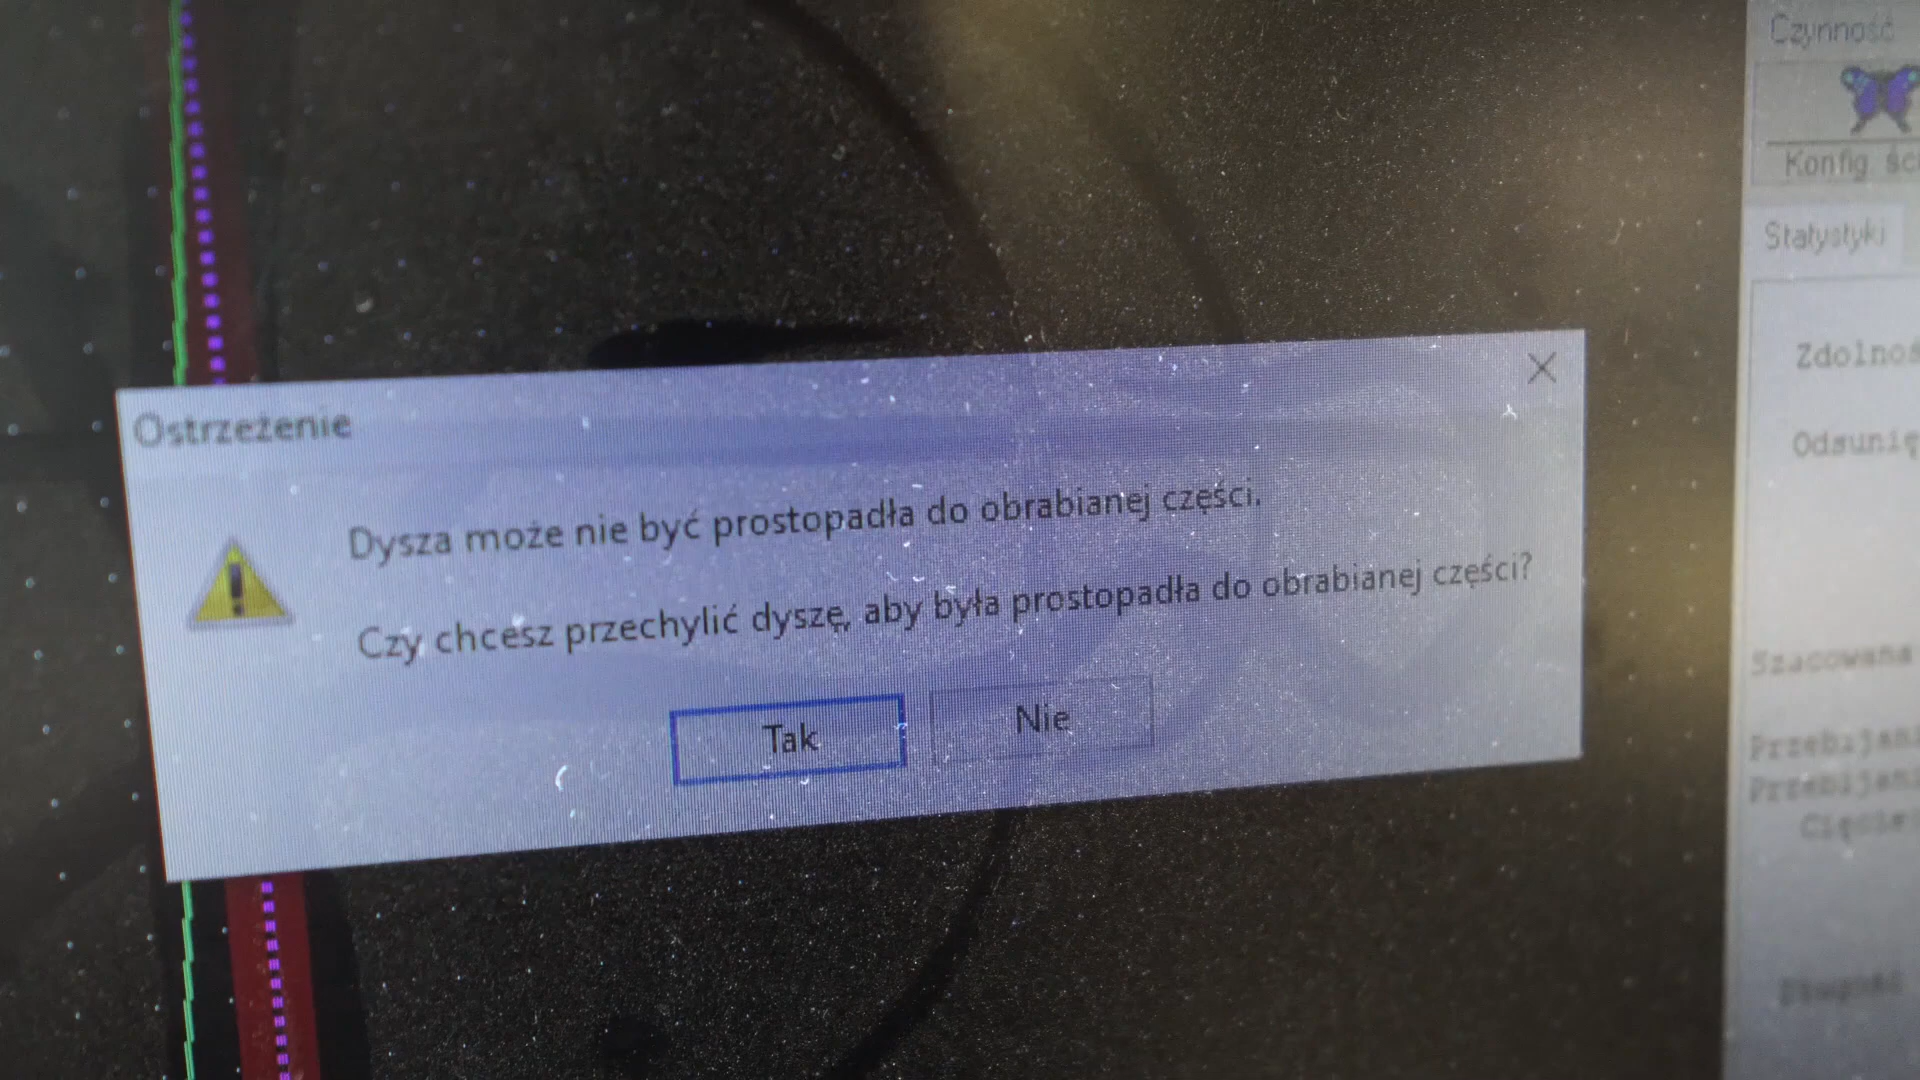 Czynność
Konfig
Statystyki
Ostrzeżenie
Dysza może nie być prostopadła do obrabianej części.
Czy chcesz przechylić dyszę, aby była prostopadła do obrabianej części?
Tak
Nie
Szacowana